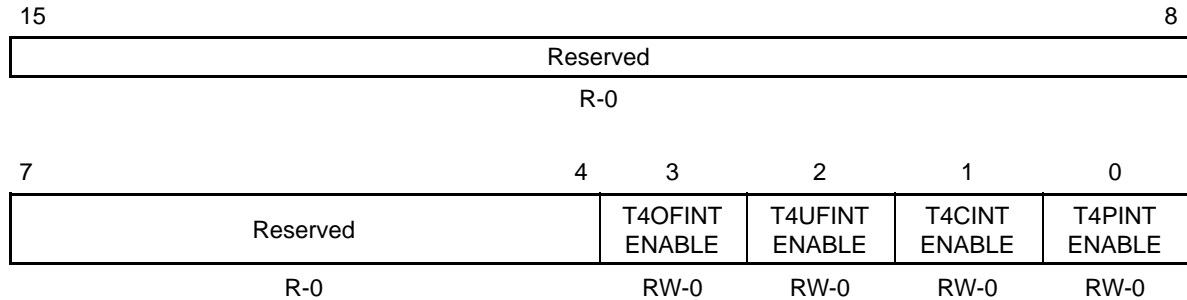 15 8
Reserved
R-0
7 4 3 2 1 0
Reserved T4OFINT ENABLE T4UFINT ENABLE T4CINT ENABLE T4PINT ENABLE
R-0 RW-0 RW-0 RW-0 RW-0